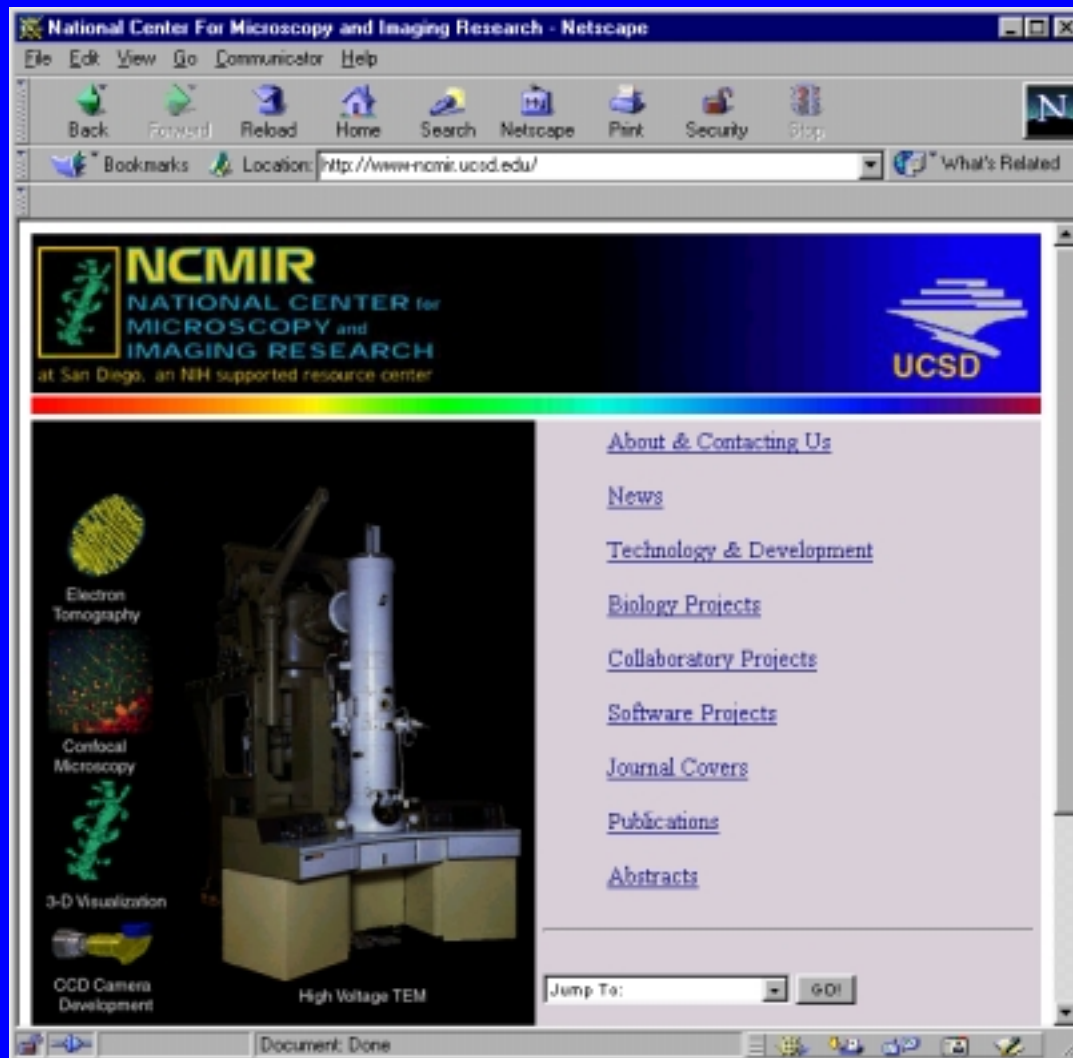 National Center For Microscopy and Imaging Research - Netscape
File Edit View Go Communicator Help
Back Forward Reload Home Search Netscape Print Security Stop
N
Bookmarks Location: http://www-ncmir.ucsd.edu/ What's Related
NCMIR
NATIONAL CENTER for
MICROSCOPY and
IMAGING RESEARCH
at San Diego, an NIH supported resource center
UCSD
About & Contacting Us
News
Technology & Development
Biology Projects
Collaboratory Projects
Software Projects
Journal Covers
Publications
Abstracts
Electron
Tomography
Confocal
Microscopy
3-D Visualization
CCD Camera
Development
High Voltage TEM
Jump To: GO!
Document: Done